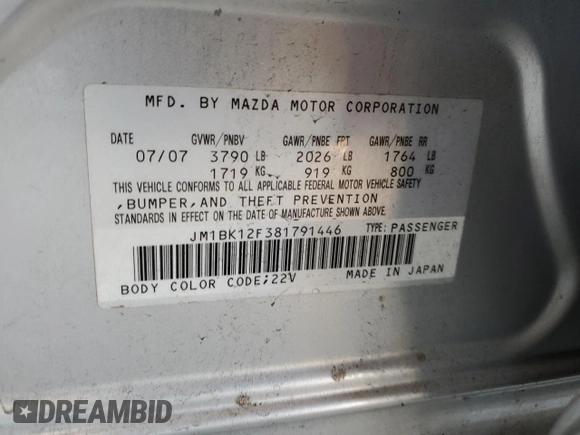 MFD. BY MAZDA MOTOR CORPORATION
DATE GVWR/PNBV GAWR/PNBE FRT GAWR/PNBE RR
07/07 3790 LB 2026 LB 1764 LB
1719 KG 919 KG 800 KG
THIS VEHICLE CONFORMS TO ALL APPLICABLE FEDERAL MOTOR VEHICLE SAFETY
,BUMPER,AND THEFT PREVENTION
STANDARDS IN EFFECT ON THE DATE OF MANUFACTURE SHOWN ABOVE.
JM1BK12F381791446 TYPE:PASSENGER
BODY COLOR CODE;22V MADE IN JAPAN
DREAMBID